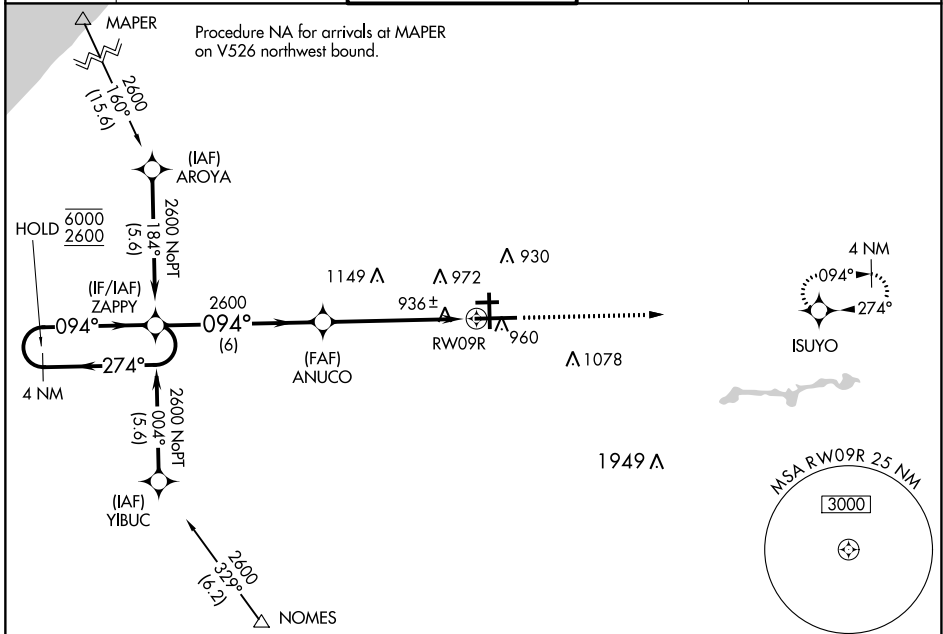 MAPER
Procedure NA for arrivals at MAPER
on V526 northwest bound.
2600
160°
(15.6)
(IAF)
AROYA
2600 NoPT
184°
(5.6)
HOLD 6000
2600
(IF/IAF)
ZAPPY
094°
274°
4 NM
2600
094°
(6)
(FAF)
ANUCO
1149
972
930
936±
RW09R
960
1078
4 NM
094°
274°
ISUYO
2600 NoPT
004°
(5.6)
(IAF)
YIBUC
1949
MSA RW09R 25 NM
3000
2600
329°
(6.2)
NOMES